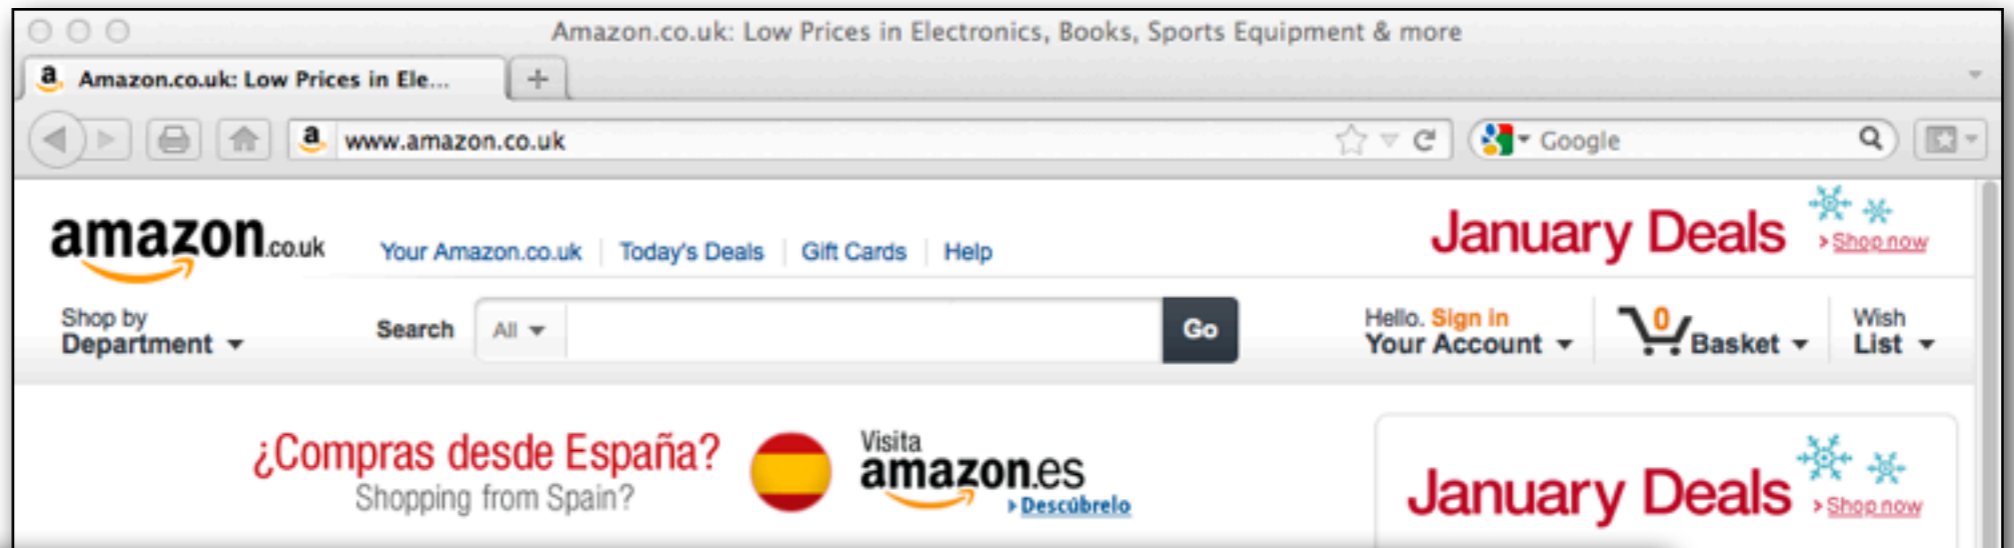 Amazon.co.uk: Low Prices in Electronics, Books, Sports Equipment & more
a Amazon.co.uk: Low Prices in Ele... +
a www.amazon.co.uk Google
amazon.co.uk Your Amazon.co.uk Today's Deals Gift Cards Help January Deals › Shop now
Shop by
Department
Search All Go
Hello. Sign in
Your Account
0 Basket
Wish
List
¿Compras desde España?
Shopping from Spain?
Visita
amazon.es
› Descúbrelo
January Deals › Shop now